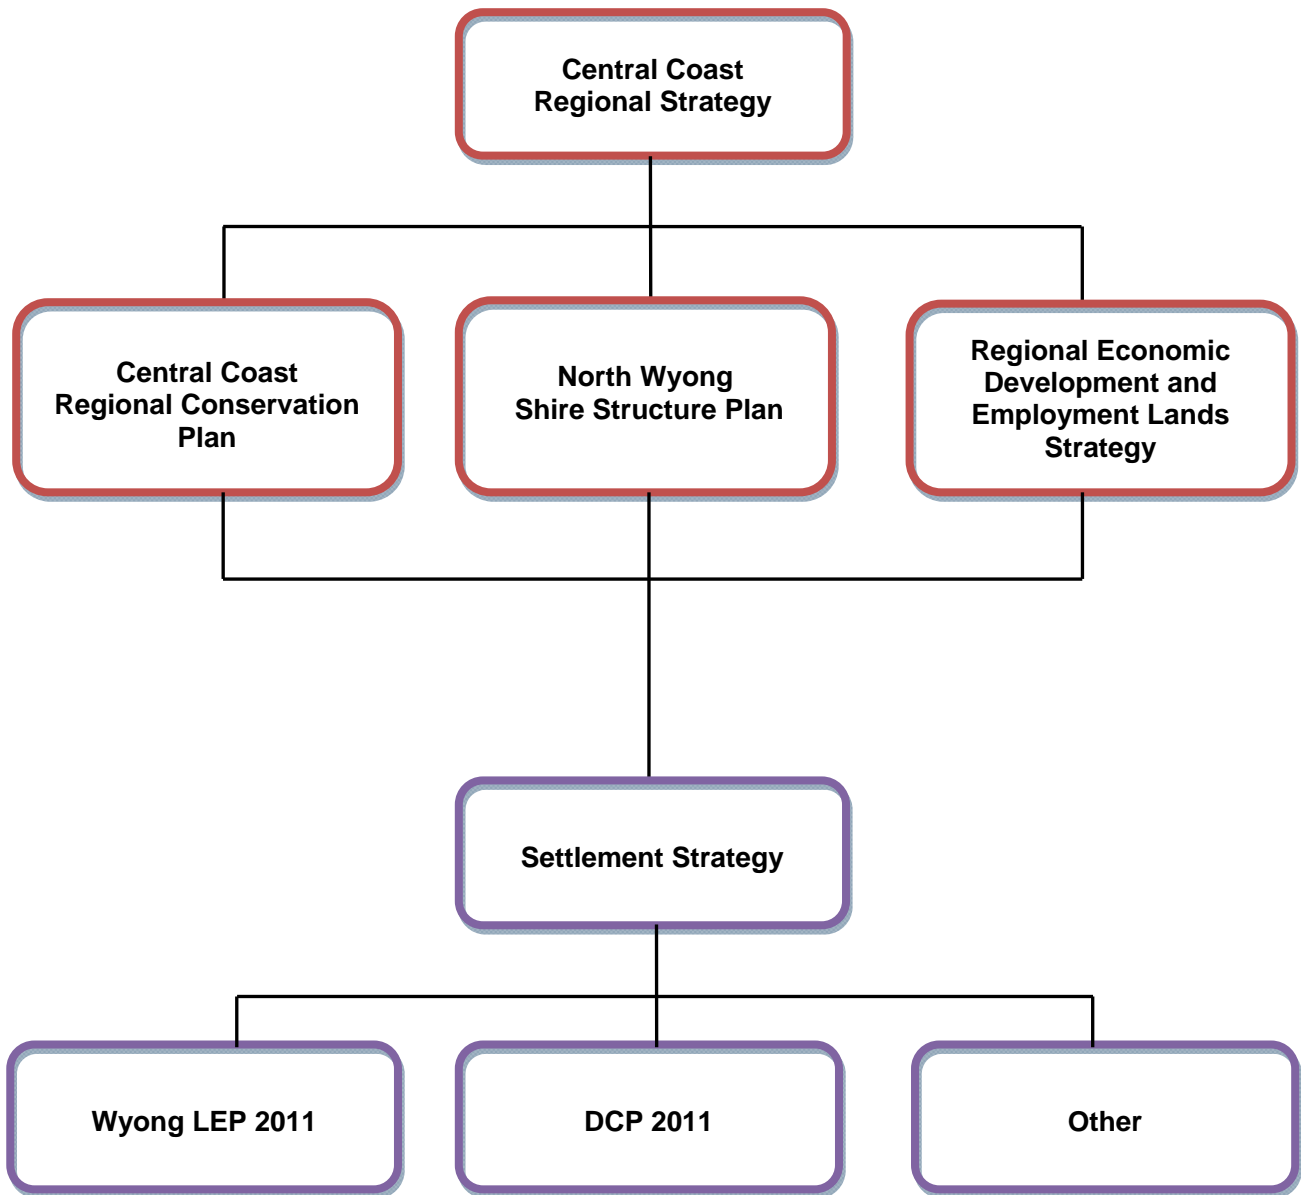 Central Coast
Regional Strategy
Central Coast
Regional Conservation
Plan
North Wyong
Shire Structure Plan
Regional Economic
Development and
Employment Lands
Strategy
Settlement Strategy
Wyong LEP 2011
DCP 2011
Other